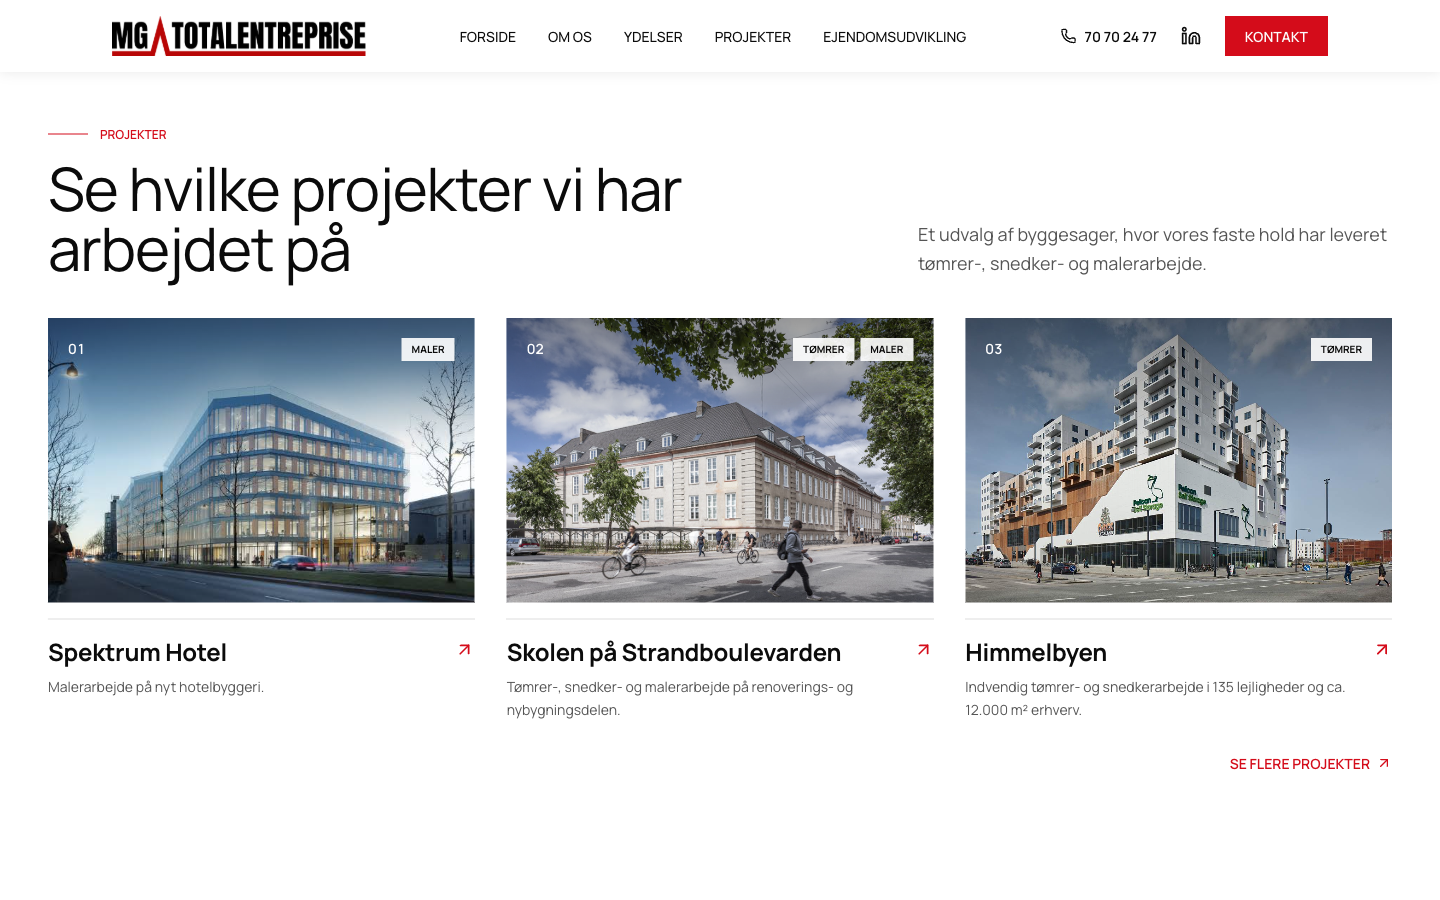 MG TOTALENTREPRISE
FORSIDE
OM OS
YDELSER
PROJEKTER
EJENDOMSUDVIKLING
70 70 24 77
KONTAKT
PROJEKTER
Se hvilke projekter vi har
arbejdet på
Et udvalg af byggesager, hvor vores faste hold har leveret
tømrer-, snedker- og malerarbejde.
01
MALER
02
TØMRER
MALER
03
TØMRER
Pelican
Self Storage
Spektrum Hotel
Malerarbejde på nyt hotelbyggeri.
Skolen på Strandboulevarden
Tømrer-, snedker- og malerarbejde på renoverings- og
nybygningsdelen.
Himmelbyen
Indvendig tømrer- og snedkerarbejde i 135 lejligheder og ca.
12.000 m² erhverv.
SE FLERE PROJEKTER